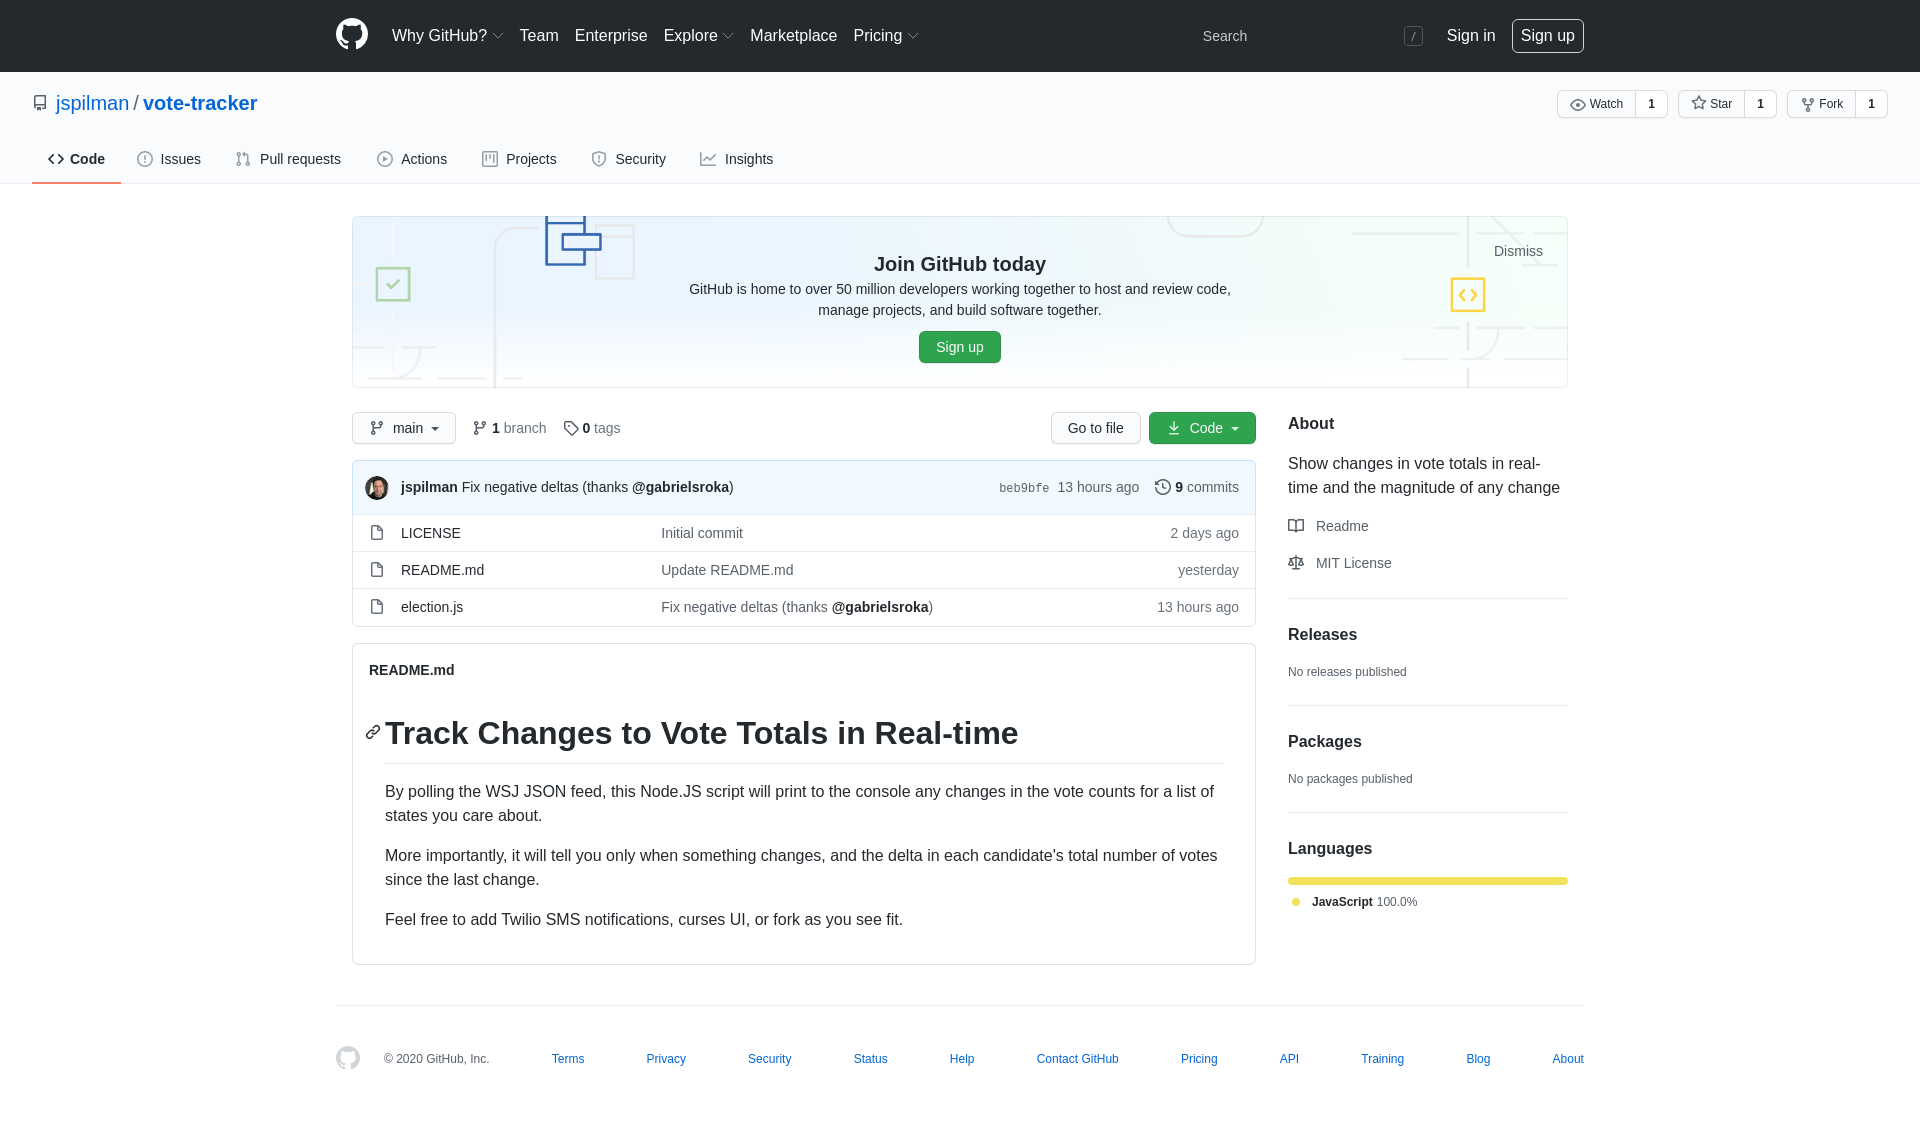 Why GitHub? Team Enterprise Explore Marketplace Pricing Search / Sign in Sign up
jspilman / vote-tracker Watch 1 Star 1 Fork 1
Code Issues Pull requests Actions Projects Security Insights
Dismiss
Join GitHub today
GitHub is home to over 50 million developers working together to host and review code,
manage projects, and build software together.
Sign up
main 1 branch 0 tags Go to file Code
jspilman Fix negative deltas (thanks @gabrielsroka) beb9bfe 13 hours ago 9 commits
LICENSE Initial commit 2 days ago
README.md Update README.md yesterday
election.js Fix negative deltas (thanks @gabrielsroka) 13 hours ago
README.md
Track Changes to Vote Totals in Real-time
By polling the WSJ JSON feed, this Node.JS script will print to the console any changes in the vote counts for a list of
states you care about.
More importantly, it will tell you only when something changes, and the delta in each candidate's total number of votes
since the last change.
Feel free to add Twilio SMS notifications, curses UI, or fork as you see fit.
About
Show changes in vote totals in real-
time and the magnitude of any change
Readme
MIT License
Releases
No releases published
Packages
No packages published
Languages
JavaScript 100.0%
© 2020 GitHub, Inc. Terms Privacy Security Status Help Contact GitHub Pricing API Training Blog About